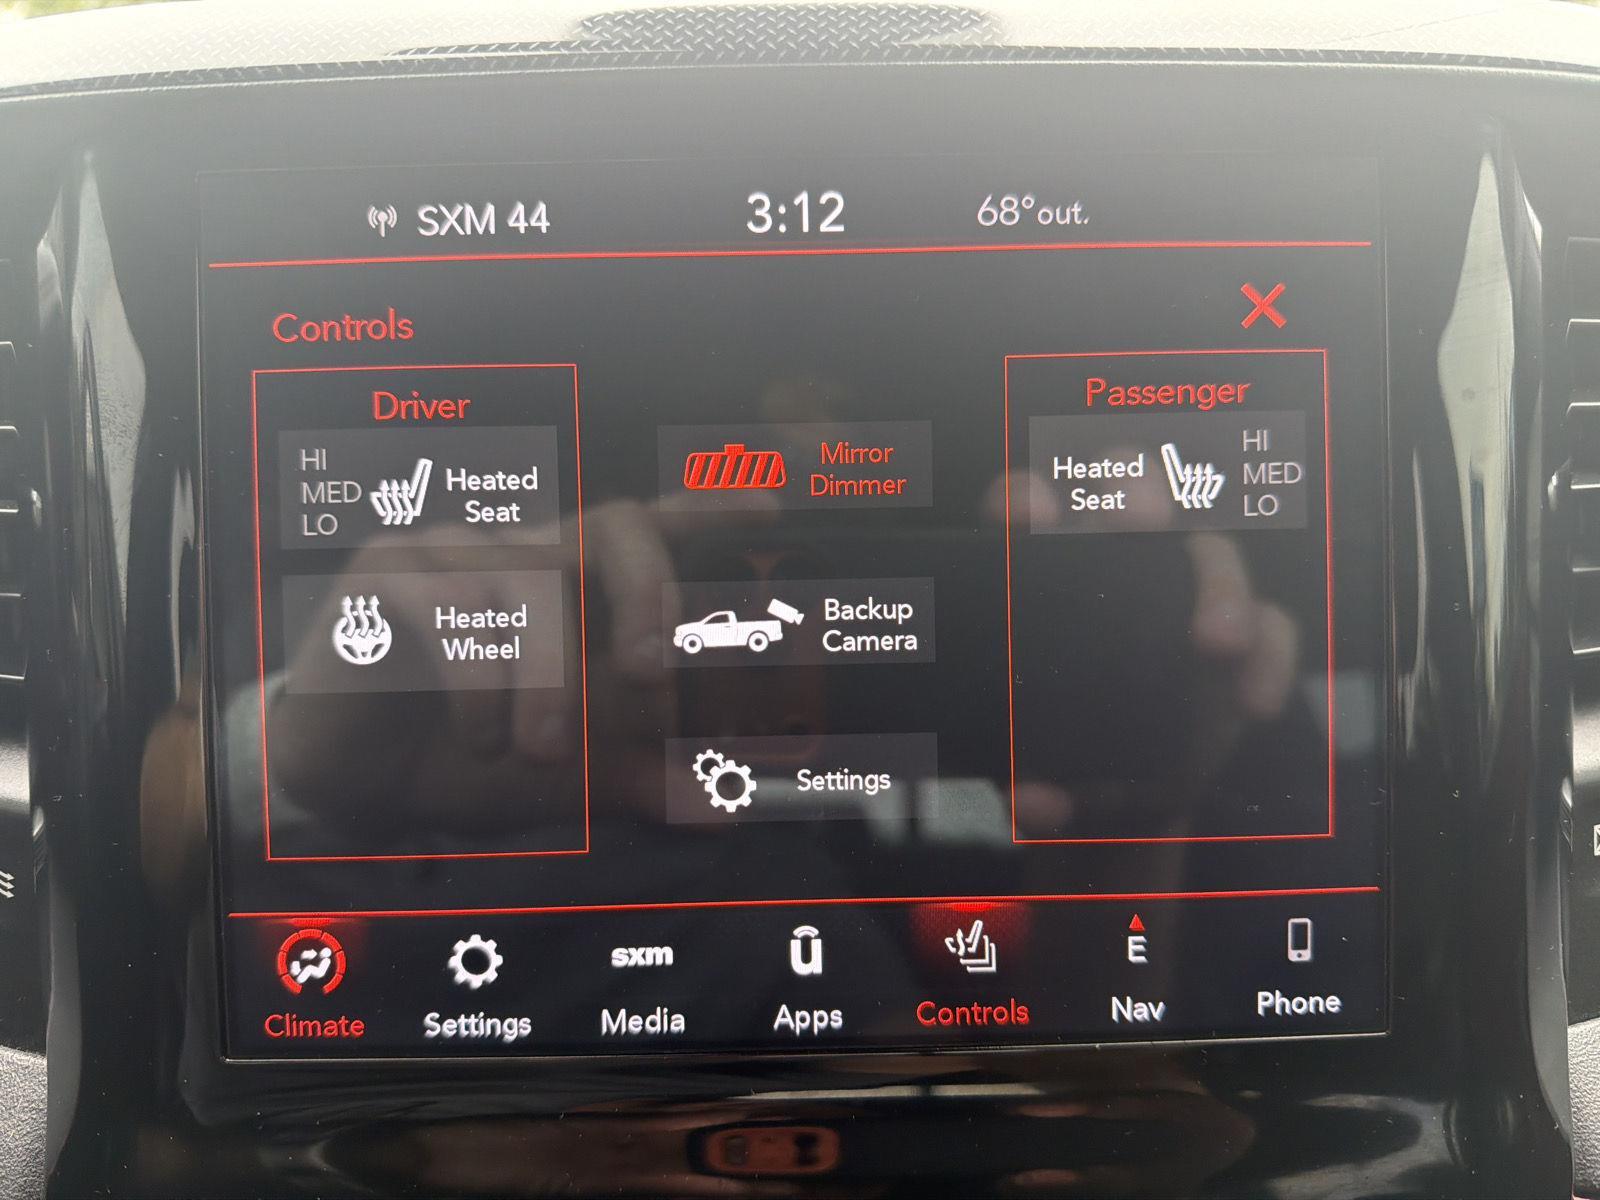 SXM 44
3:12
68° out.
Controls
Driver
HI
MED
LO
Heated
Seat
Heated
Wheel
Mirror
Dimmer
Backup
Camera
Settings
Passenger
Heated
Seat
HI
MED
LO
Climate
Settings
sxm
Media
Apps
Controls
E
Nav
Phone